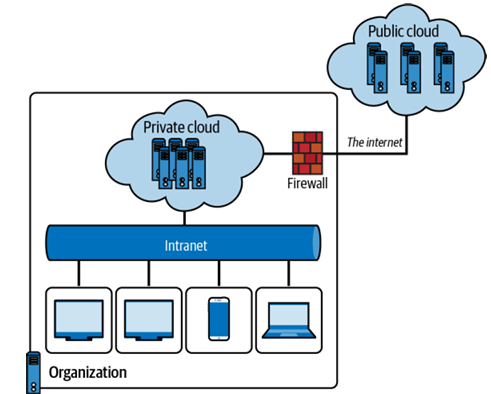 Public cloud
Private cloud
The internet
Firewall
Intranet
Organization